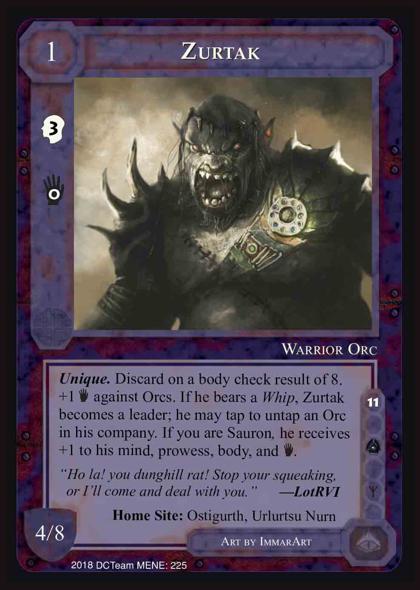 1
ZURTAK
3
0
WARRIOR ORC
Unique. Discard on a body check result of 8.
+1 against Orcs. If he bears a Whip, Zurtak
becomes a leader; he may tap to untap an Orc
in his company. If you are Sauron, he receives
+1 to his mind, prowess, body, and .
11
"Ho la! you dunghill rat! Stop your squeaking,
or I'll come and deal with you." —LotRVI
Home Site: Ostigurth, Urlurtsu Nurn
4/8
ART BY IMMARART
2018 DCTeam MENE: 225